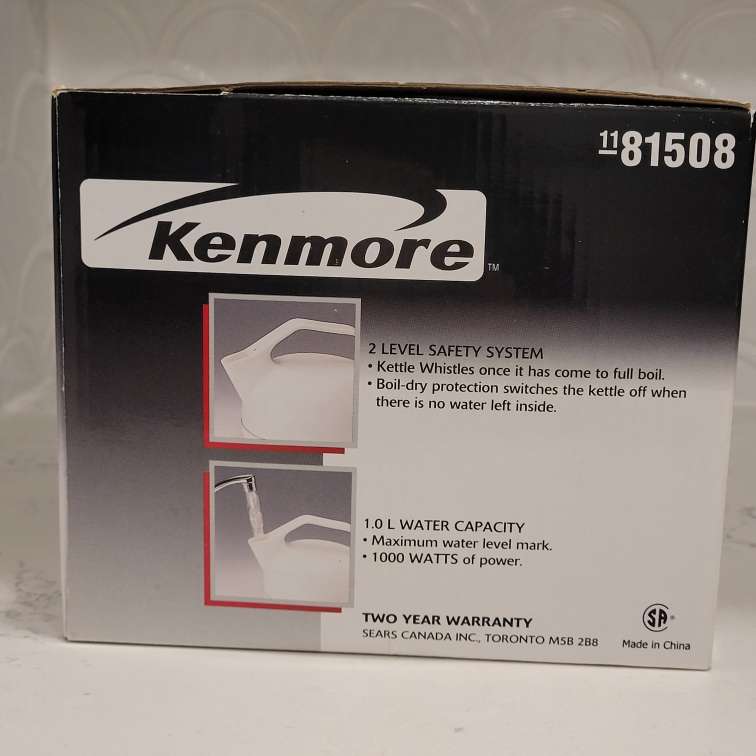 1181508
Kenmore TM
2 LEVEL SAFETY SYSTEM
• Kettle Whistles once it has come to full boil.
• Boil-dry protection switches the kettle off when
there is no water left inside.
1.0 L WATER CAPACITY
• Maximum water level mark.
• 1000 WATTS of power.
TWO YEAR WARRANTY
SEARS CANADA INC., TORONTO M5B 2B8
SA®
Made in China